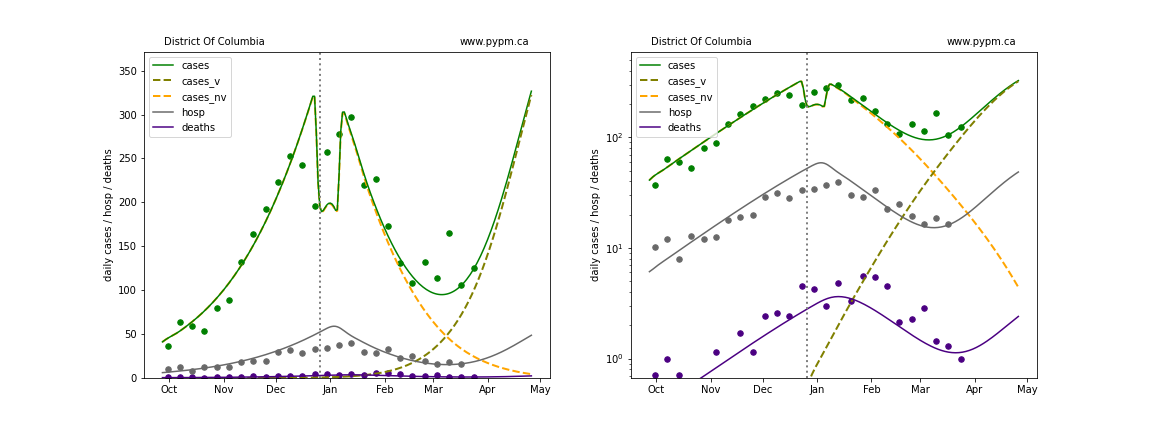 District Of Columbia www.pypm.ca
cases
cases_v
cases_nv
hosp
deaths
daily cases / hosp / deaths
350
300
250
200
150
100
50
0
Oct Nov Dec Jan Feb Mar Apr May
District Of Columbia www.pypm.ca
cases
cases_v
cases_nv
hosp
deaths
daily cases / hosp / deaths
10²
10¹
10⁰
Oct Nov Dec Jan Feb Mar Apr May